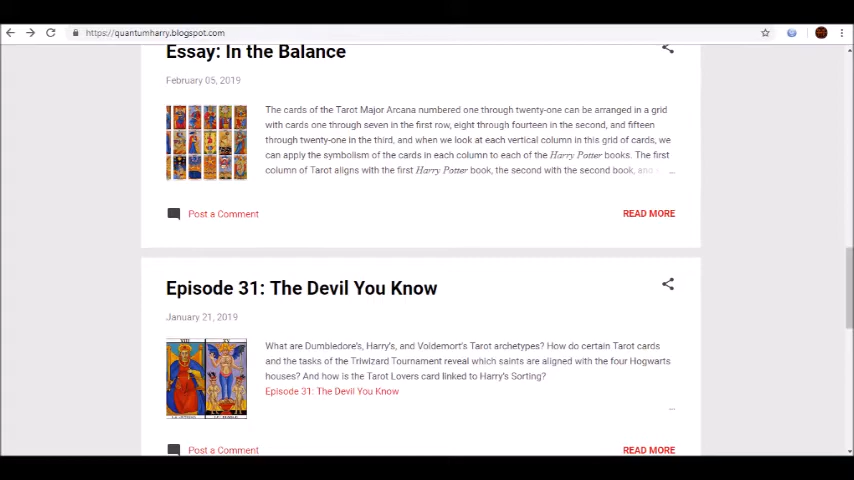 https://quantumharry.blogspot.com
Essay: In the Balance
February 05, 2019
The cards of the Tarot Major Arcana numbered one through twenty-one can be arranged in a grid
with cards one through seven in the first row, eight through fourteen in the second, and fifteen
through twenty-one in the third, and when we look at each vertical column in this grid of cards, we
can apply the symbolism of the cards in each column to each of the Harry Potter books. The first
column of Tarot aligns with the first Harry Potter book, the second with the second book, and ...
Post a Comment
READ MORE
Episode 31: The Devil You Know
January 21, 2019
What are Dumbledore's, Harry's, and Voldemort's Tarot archetypes? How do certain Tarot cards
and the tasks of the Triwizard Tournament reveal which saints are aligned with the four Hogwarts
houses? And how is the Tarot Lovers card linked to Harry's Sorting?
Episode 31: The Devil You Know
...
Post a Comment
READ MORE